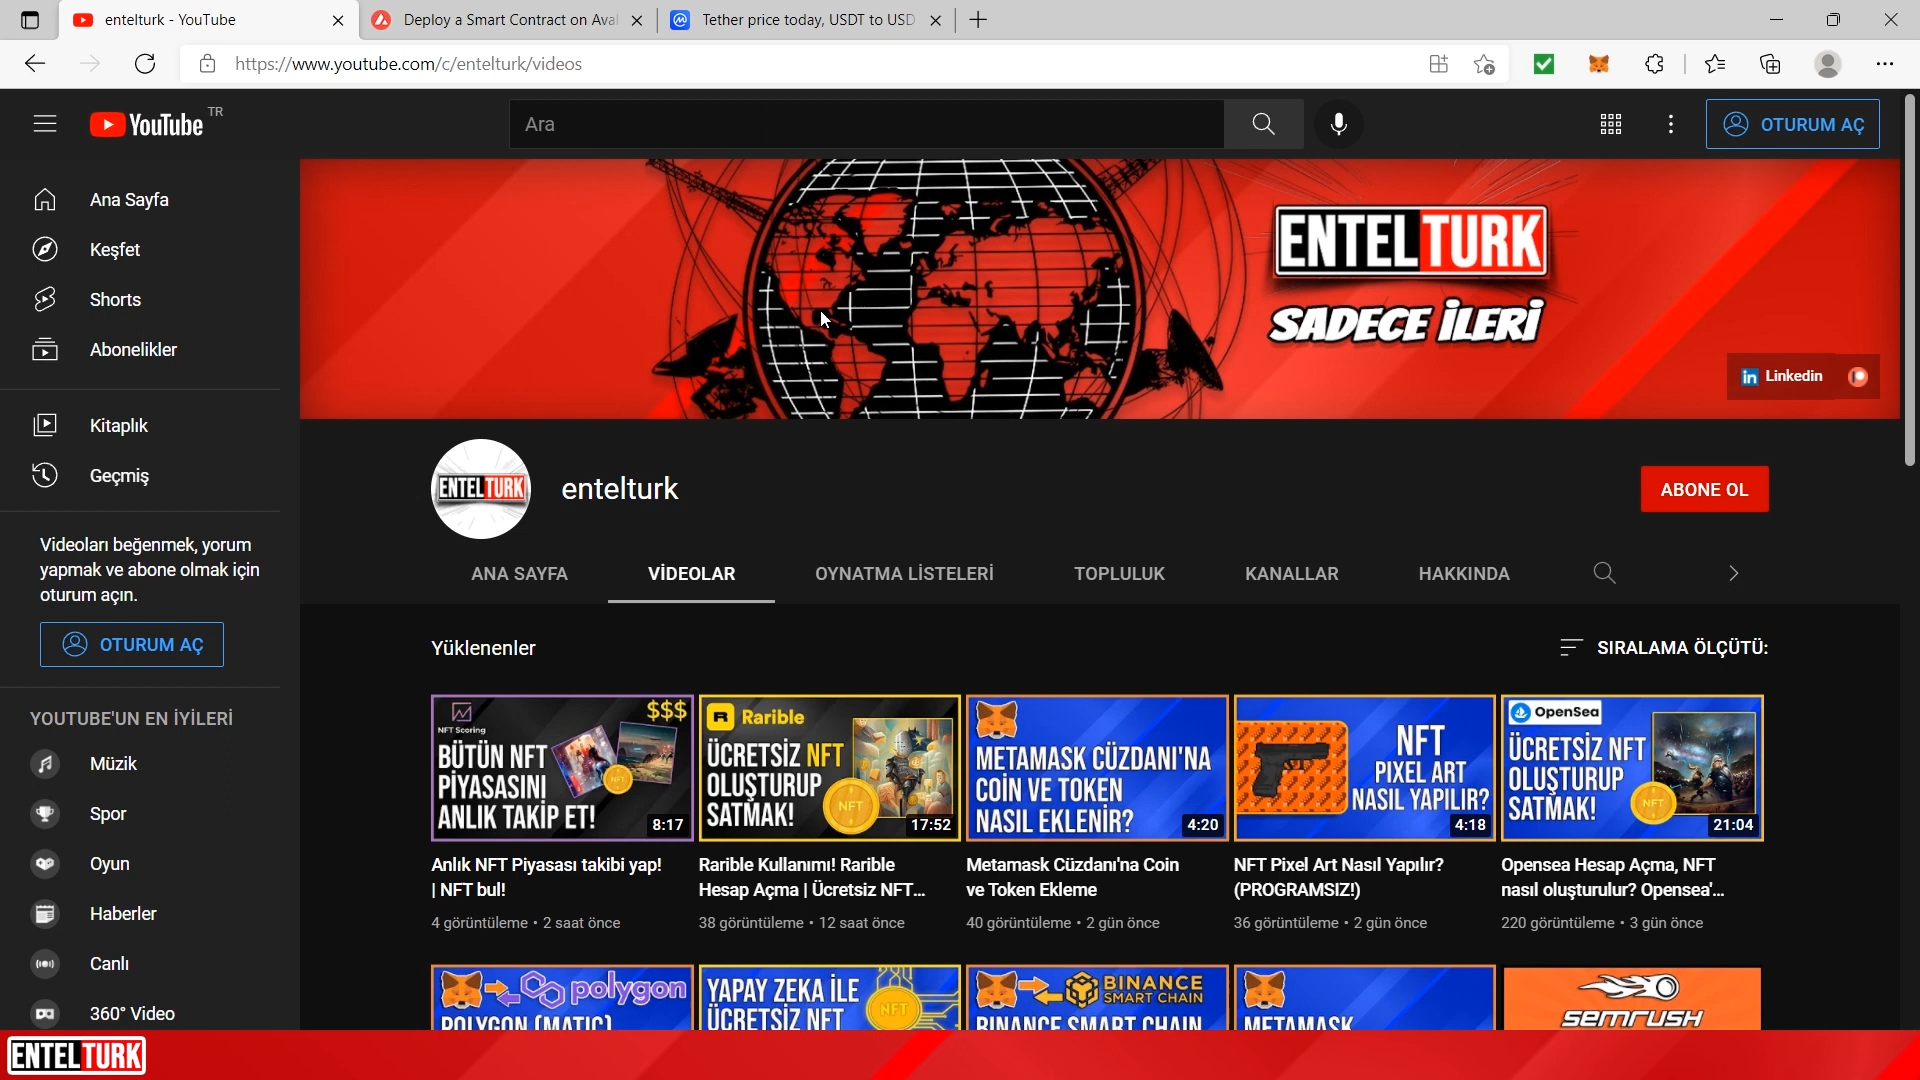 entelturk - YouTube
Deploy a Smart Contract on Aval
Tether price today, USDT to USD
https://www.youtube.com/c/entelturk/videos
YouTube TR
Ara
OTURUM AÇ
Ana Sayfa
Keşfet
Shorts
Abonelikler
Kitaplık
Geçmiş
Videoları beğenmek, yorum
yapmak ve abone olmak için
oturum açın.
OTURUM AÇ
YOUTUBE'UN EN İYİLERİ
Müzik
Spor
Oyun
Haberler
Canlı
360° Video
ENTELTURK
SADECE İLERİ
in Linkedin
ENTELTURK
entelturk
ABONE OL
ANA SAYFA
VİDEOLAR
OYNATMA LİSTELERİ
TOPLULUK
KANALLAR
HAKKINDA
Yüklenenler
SIRALAMA ÖLÇÜTÜ:
NFT Scoring
$$$
BÜTÜN NFT
PİYASASINI
ANLIK TAKİP ET!
NFT
8:17
Anlık NFT Piyasası takibi yap!
| NFT bul!
4 görüntüleme • 2 saat önce
R Rarible
ÜCRETSİZ NFT
OLUŞTURUP
SATMAK!
NFT
17:52
Rarible Kullanımı! Rarible
Hesap Açma | Ücretsiz NFT...
38 görüntüleme • 12 saat önce
METAMASK CÜZDANI'NA
COİN VE TOKEN
NASIL EKLENİR?
4:20
Metamask Cüzdanı'na Coin
ve Token Ekleme
40 görüntüleme • 2 gün önce
NFT
PIXEL ART
NASIL YAPILIR?
4:18
NFT Pixel Art Nasıl Yapılır?
(PROGRAMSIZ!)
36 görüntüleme • 2 gün önce
OpenSea
ÜCRETSİZ NFT
OLUŞTURUP
SATMAK!
NFT
21:04
Opensea Hesap Açma, NFT
nasıl oluşturulur? Opensea'...
220 görüntüleme • 3 gün önce
polygon
POLYGON (MATIC)
YAPAY ZEKA İLE
ÜCRETSİZ NFT
NFT
BINANCE
SMART CHAIN
BINANCE SMART CHAIN
METAMASK
semrush
ENTELTURK